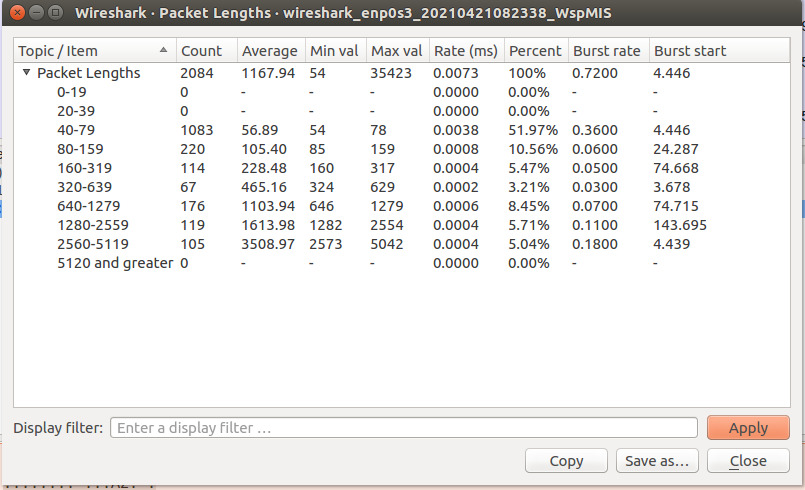 Wireshark · Packet Lengths · wireshark_enp0s3_20210421082338_WspMIS
Topic / Item Count Average Min val Max val Rate (ms) Percent Burst rate Burst start
Packet Lengths 2084 1167.94 54 35423 0.0073 100% 0.7200 4.446
0-19 0 - - - 0.0000 0.00% - -
20-39 0 - - - 0.0000 0.00% - -
40-79 1083 56.89 54 78 0.0038 51.97% 0.3600 4.446
80-159 220 105.40 85 159 0.0008 10.56% 0.0600 24.287
160-319 114 228.48 160 317 0.0004 5.47% 0.0500 74.668
320-639 67 465.16 324 629 0.0002 3.21% 0.0300 3.678
640-1279 176 1103.94 646 1279 0.0006 8.45% 0.0700 74.715
1280-2559 119 1613.98 1282 2554 0.0004 5.71% 0.1100 143.695
2560-5119 105 3508.97 2573 5042 0.0004 5.04% 0.1800 4.439
5120 and greater 0 - - - 0.0000 0.00% - -
Display filter: Enter a display filter … Apply
Copy Save as… Close